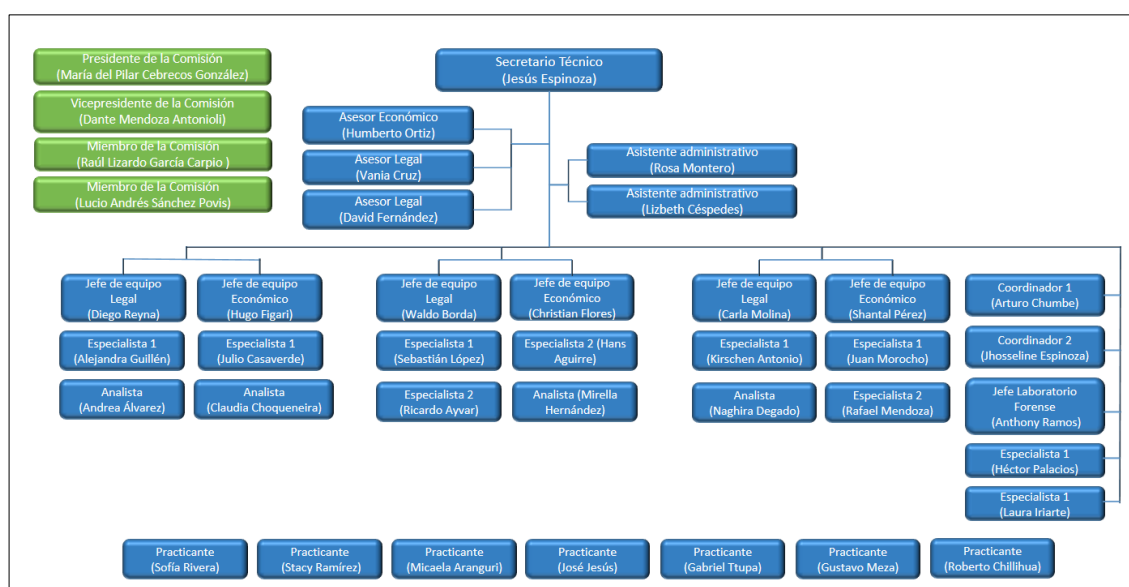 Presidente de la Comisión
(María del Pilar Cebrecos González)
Vicepresidente de la Comisión
(Dante Mendoza Antonioli)
Miembro de la Comisión
(Raúl Lizardo García Carpio )
Miembro de la Comisión
(Lucio Andrés Sánchez Povis)
Secretario Técnico
(Jesús Espinoza)
Asesor Económico
(Humberto Ortiz)
Asesor Legal
(Vania Cruz)
Asesor Legal
(David Fernández)
Asistente administrativo
(Rosa Montero)
Asistente administrativo
(Lizbeth Céspedes)
Jefe de equipo
Legal
(Diego Reyna)
Jefe de equipo
Económico
(Hugo Figari)
Especialista 1
(Alejandra Guillén)
Especialista 1
(Julio Casaverde)
Analista
(Andrea Álvarez)
Analista
(Claudia Choqueneira)
Jefe de equipo
Legal
(Waldo Borda)
Jefe de equipo
Económico
(Christian Flores)
Especialista 1
(Sebastián López)
Especialista 2 (Hans
Aguirre)
Especialista 2
(Ricardo Ayvar)
Analista (Mirella
Hernández)
Jefe de equipo
Legal
(Carla Molina)
Jefe de equipo
Económico
(Shantal Pérez)
Especialista 1
(Kirschen Antonio)
Especialista 1
(Juan Morocho)
Analista
(Naghira Degado)
Especialista 2
(Rafael Mendoza)
Coordinador 1
(Arturo Chumbe)
Coordinador 2
(Jhosseline Espinoza)
Jefe Laboratorio
Forense
(Anthony Ramos)
Especialista 1
(Héctor Palacios)
Especialista 1
(Laura Iriarte)
Practicante
(Sofía Rivera)
Practicante
(Stacy Ramírez)
Practicante
(Micaela Aranguri)
Practicante
(José Jesús)
Practicante
(Gabriel Ttupa)
Practicante
(Gustavo Meza)
Practicante
(Roberto Chillihua)